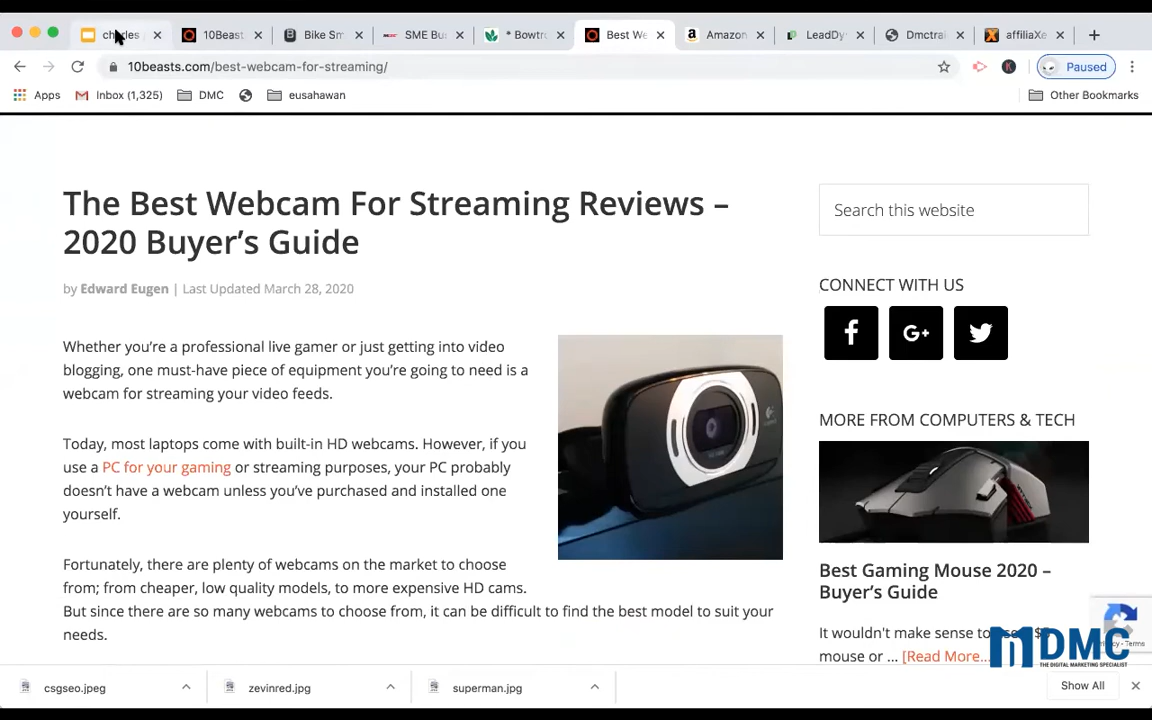 charles
10Beast
Bike Sm
SME Bu
* Bowtr
Best We
Amazon
LeadDy
Dmctrai
affiliaXe
10beasts.com/best-webcam-for-streaming/
Paused
Apps
Inbox (1,325)
DMC
eusahawan
Other Bookmarks
The Best Webcam For Streaming Reviews –
2020 Buyer's Guide
by Edward Eugen | Last Updated March 28, 2020
Whether you're a professional live gamer or just getting into video
blogging, one must-have piece of equipment you're going to need is a
webcam for streaming your video feeds.
Today, most laptops come with built-in HD webcams. However, if you
use a PC for your gaming or streaming purposes, your PC probably
doesn't have a webcam unless you've purchased and installed one
yourself.
Fortunately, there are plenty of webcams on the market to choose
from; from cheaper, low quality models, to more expensive HD cams.
But since there are so many webcams to choose from, it can be difficult to find the best model to suit your
needs.
Search this website
CONNECT WITH US
f
G+
MORE FROM COMPUTERS & TECH
Best Gaming Mouse 2020 –
Buyer's Guide
It wouldn't make sense to
mouse or ... [Read More...
- Terms
DMC
THE DIGITAL MARKETING SPECIALIST
csgseo.jpeg
zevinred.jpg
superman.jpg
Show All